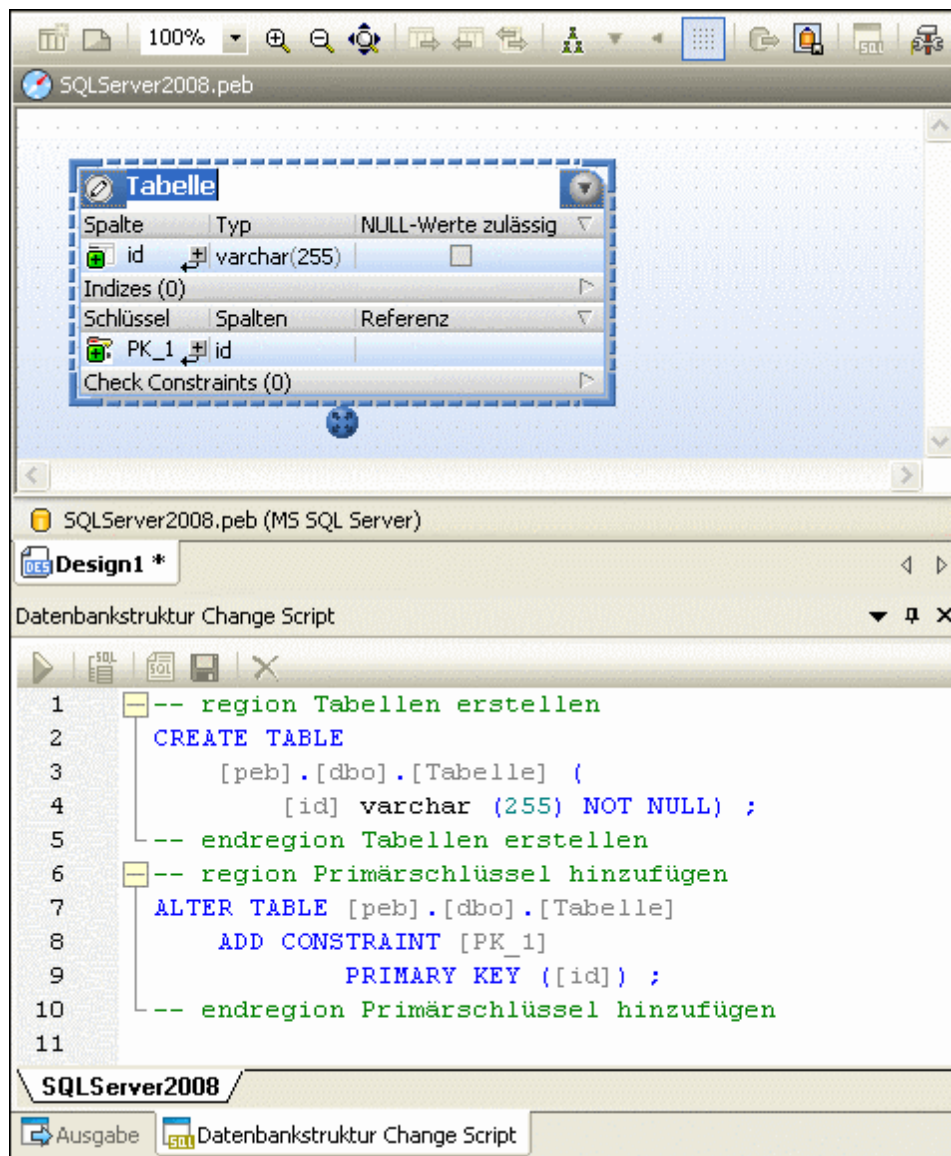 100%
SQLServer2008.peb
Tabelle
Spalte Typ NULL-Werte zulässig
id varchar(255)
Indizes (0)
Schlüssel Spalten Referenz
PK_1 id
Check Constraints (0)
SQLServer2008.peb (MS SQL Server)
DES Design1 *
Datenbankstruktur Change Script
1 -- region Tabellen erstellen
2 CREATE TABLE
3 [peb].[dbo].[Tabelle] (
4 [id] varchar (255) NOT NULL) ;
5 -- endregion Tabellen erstellen
6 -- region Primärschlüssel hinzufügen
7 ALTER TABLE [peb].[dbo].[Tabelle]
8 ADD CONSTRAINT [PK_1]
9 PRIMARY KEY ([id]) ;
10 -- endregion Primärschlüssel hinzufügen
11
SQLServer2008
Ausgabe SQL Datenbankstruktur Change Script